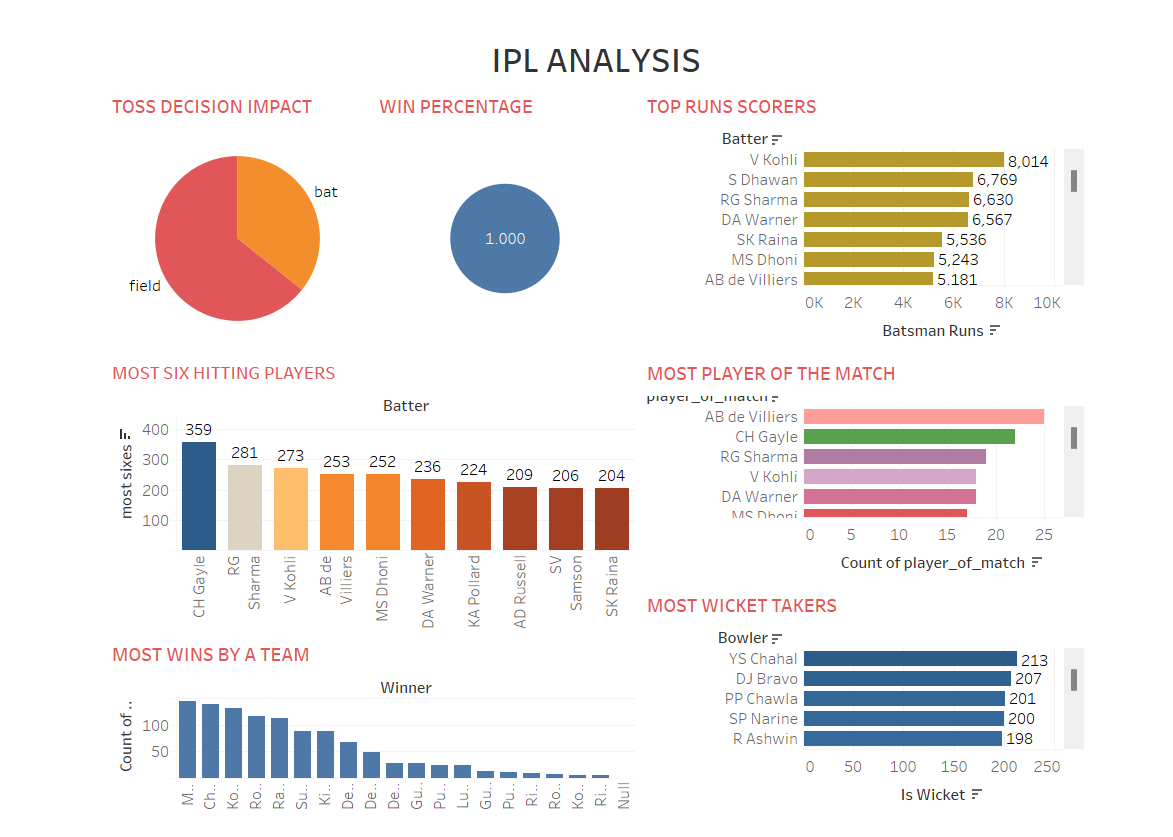 IPL ANALYSIS
TOSS DECISION IMPACT
bat
field
WIN PERCENTAGE
1.000
TOP RUNS SCORERS
Batter
V Kohli 8,014
S Dhawan 6,769
RG Sharma 6,630
DA Warner 6,567
SK Raina 5,536
MS Dhoni 5,243
AB de Villiers 5,181
0K 2K 4K 6K 8K 10K
Batsman Runs
MOST SIX HITTING PLAYERS
Batter
most sixes
400
300
200
100
359 281 273 253 252 236 224 209 206 204
CH Gayle
RG Sharma
V Kohli
AB de Villiers
MS Dhoni
DA Warner
KA Pollard
AD Russell
SV Samson
SK Raina
MOST PLAYER OF THE MATCH
player_of_match
AB de Villiers
CH Gayle
RG Sharma
V Kohli
DA Warner
MS Dhoni
0 5 10 15 20 25
Count of player_of_match
MOST WINS BY A TEAM
Winner
Count of ..
100
50
M..
Ch..
Ko..
Ro..
Ra..
Su..
Ki..
De..
De..
De..
Gu..
Pu..
Lu..
Gu..
Pu..
Ri..
Ro..
Ko..
Ri..
Null
MOST WICKET TAKERS
Bowler
YS Chahal 213
DJ Bravo 207
PP Chawla 201
SP Narine 200
R Ashwin 198
0 50 100 150 200 250
Is Wicket